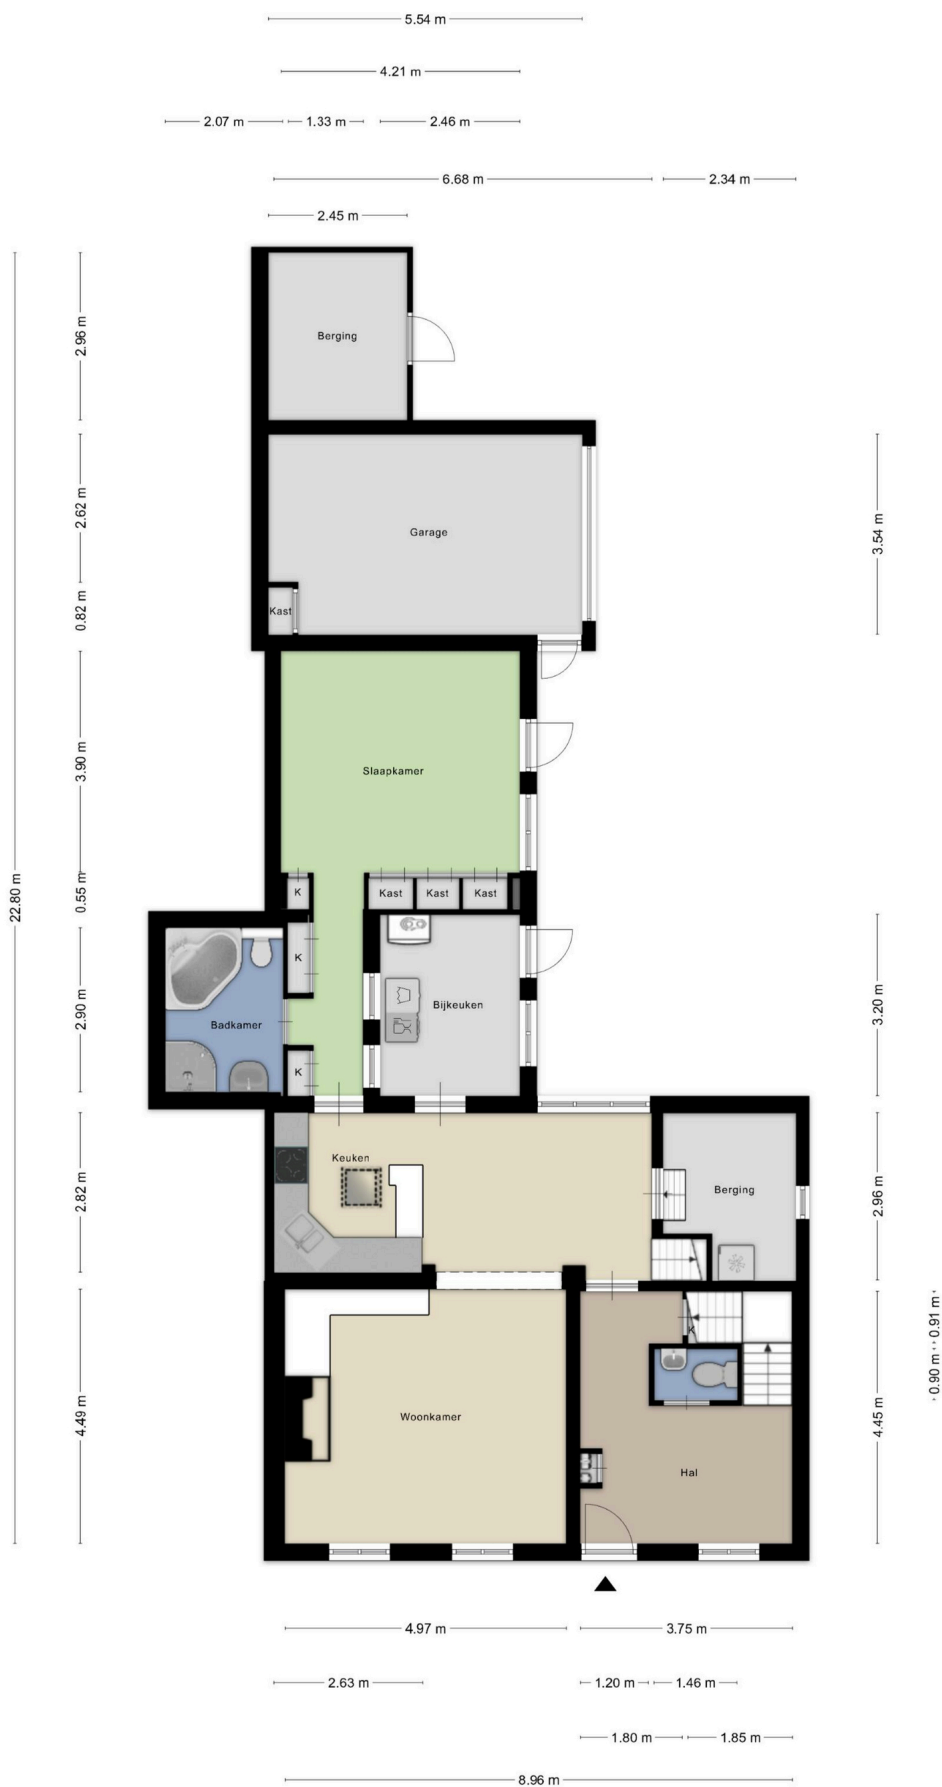 5.54 m
4.21 m
2.07 m 1.33 m 2.46 m
6.68 m 2.34 m
2.45 m
2.96 m
Berging
2.62 m
Garage
3.54 m
0.82 m
Kast
3.90 m
Slaapkamer
22.80 m
0.55 m
K Kast Kast Kast
K
2.90 m
Badkamer
Bijkeuken
3.20 m
K
Keuken
2.82 m
Berging
2.96 m
0.90 m 0.91 m
K
4.49 m
Woonkamer
4.45 m
Hal
4.97 m 3.75 m
2.63 m 1.20 m 1.46 m
1.80 m 1.85 m
8.96 m